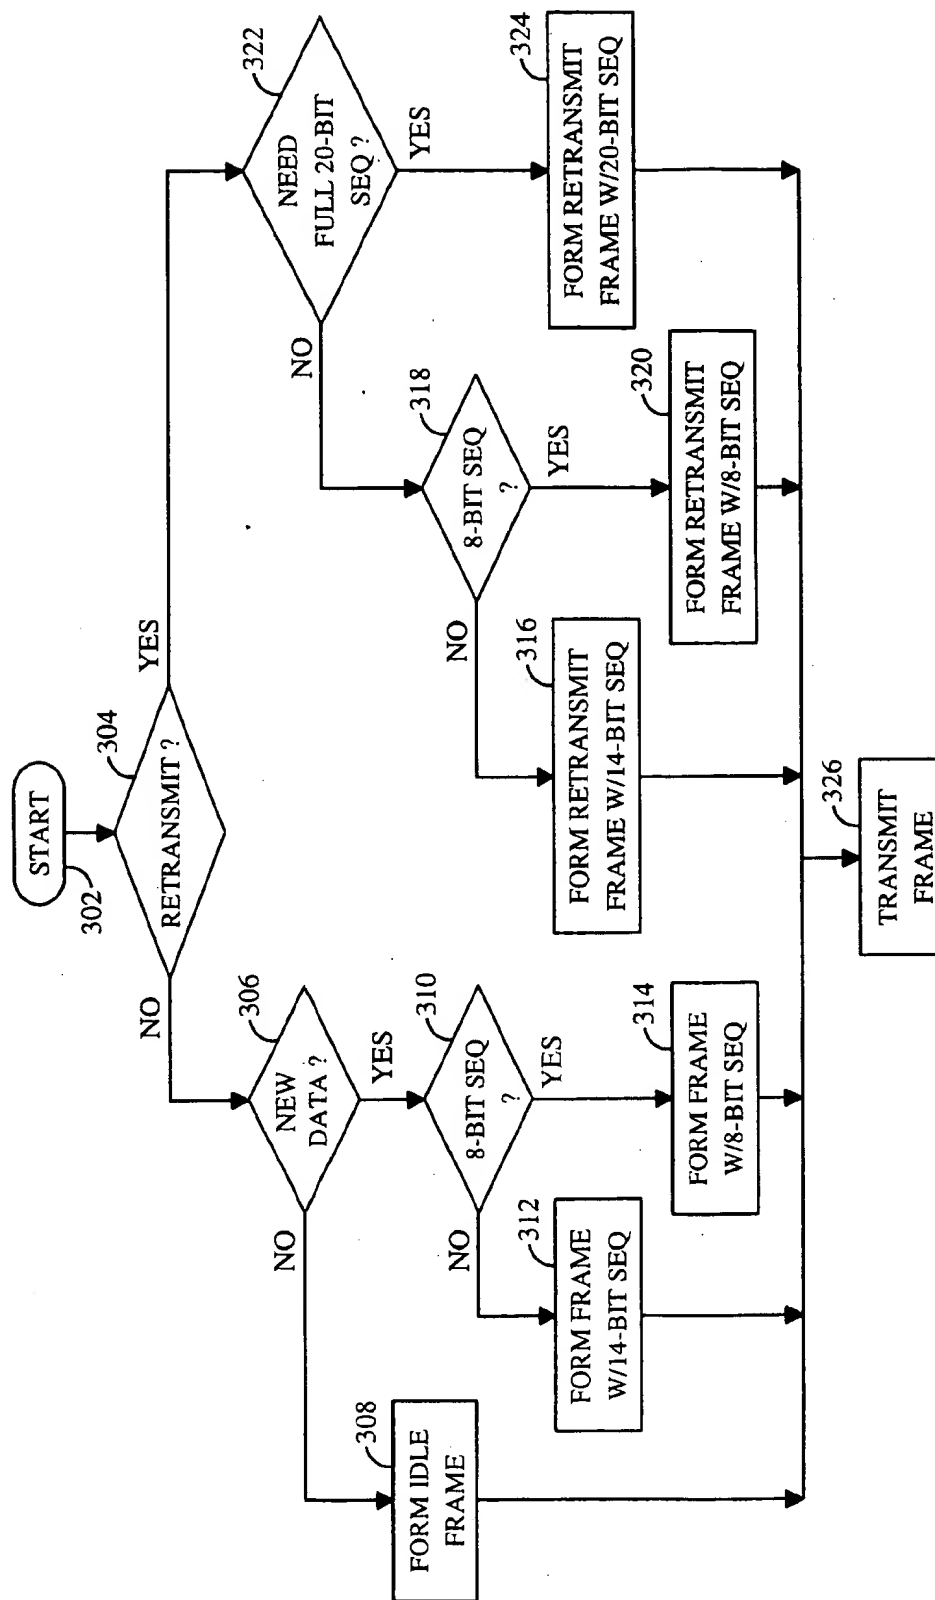 START
302
304
RETRANSMIT ?
NO
YES
306
NEW
DATA ?
NO
YES
322
NEED
FULL 20-BIT
SEQ ?
NO
YES
308
FORM IDLE
FRAME
310
8-BIT SEQ
?
NO
YES
318
8-BIT SEQ
?
NO
YES
312
FORM FRAME
W/14-BIT SEQ
314
FORM FRAME
W/8-BIT SEQ
316
FORM RETRANSMIT
FRAME W/14-BIT SEQ
320
FORM RETRANSMIT
FRAME W/8-BIT SEQ
324
FORM RETRANSMIT
FRAME W/20-BIT SEQ
326
TRANSMIT
FRAME